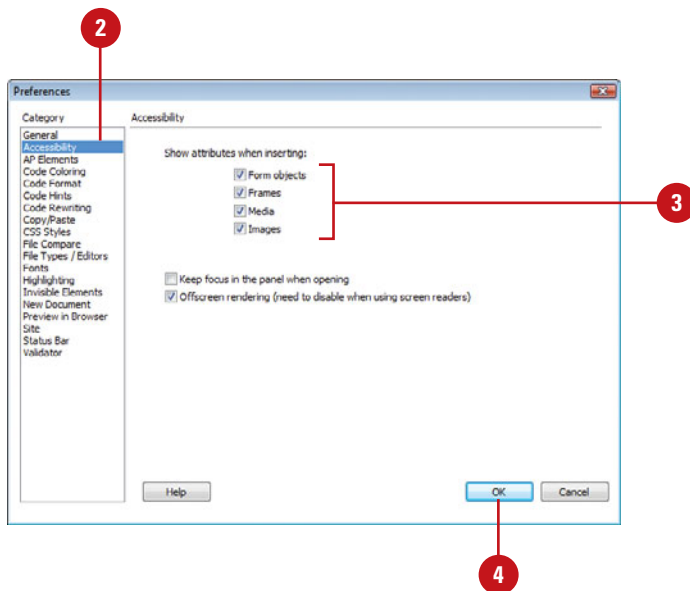 2
Preferences
Category
Accessibility
General
Accessibility
AP Elements
Code Coloring
Code Format
Code Hints
Code Rewriting
Copy/Paste
CSS Styles
File Compare
File Types / Editors
Fonts
Highlighting
Invisible Elements
New Document
Preview in Browser
Site
Status Bar
Validator
Show attributes when inserting:
Form objects
Frames
Media
Images
3
Keep focus in the panel when opening
Offscreen rendering (need to disable when using screen readers)
Help
OK
Cancel
4